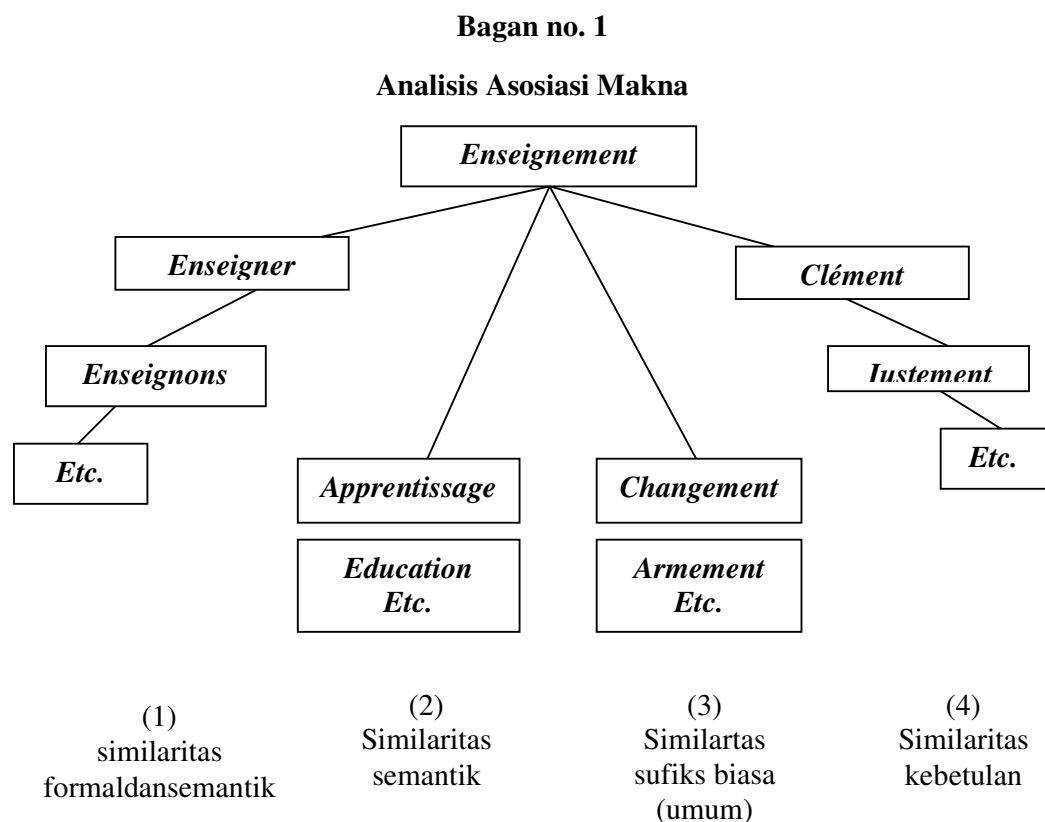 Bagan no. 1
Analisis Asosiasi Makna
Enseignement
Enseigner
Clément
Enseignons
Justement
Etc.
Etc.
Apprentissage
Changement
Education
Etc.
Armement
Etc.
(1)
similaritas
formaldansemantik
(2)
Similaritas
semantik
(3)
Similartas
sufiks biasa
(umum)
(4)
Similaritas
kebetulan